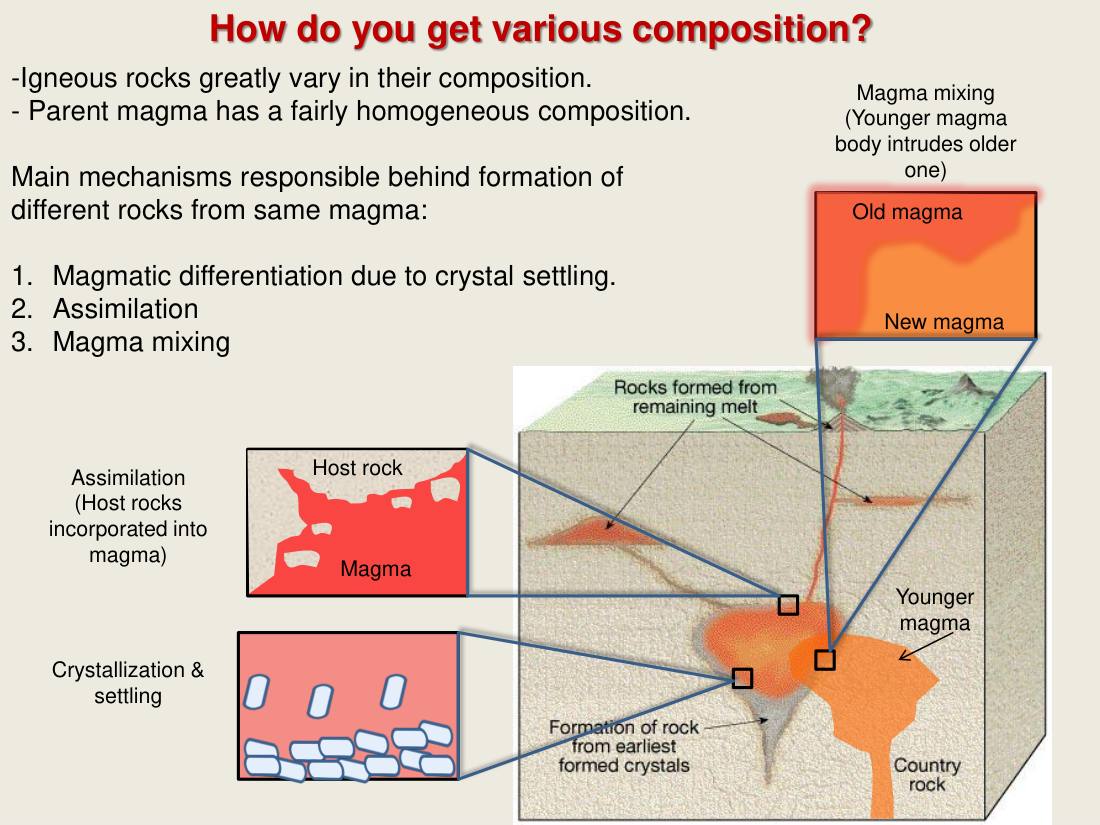 How do you get various composition?
-Igneous rocks greatly vary in their composition.
- Parent magma has a fairly homogeneous composition.
Main mechanisms responsible behind formation of
different rocks from same magma:
1. Magmatic differentiation due to crystal settling.
2. Assimilation
3. Magma mixing
Magma mixing
(Younger magma
body intrudes older
one)
Old magma
New magma
Rocks formed from
remaining melt
Assimilation
(Host rocks
incorporated into
magma)
Host rock
Magma
Younger
magma
Crystallization &
settling
Formation of rock
from earliest
formed crystals
Country
rock